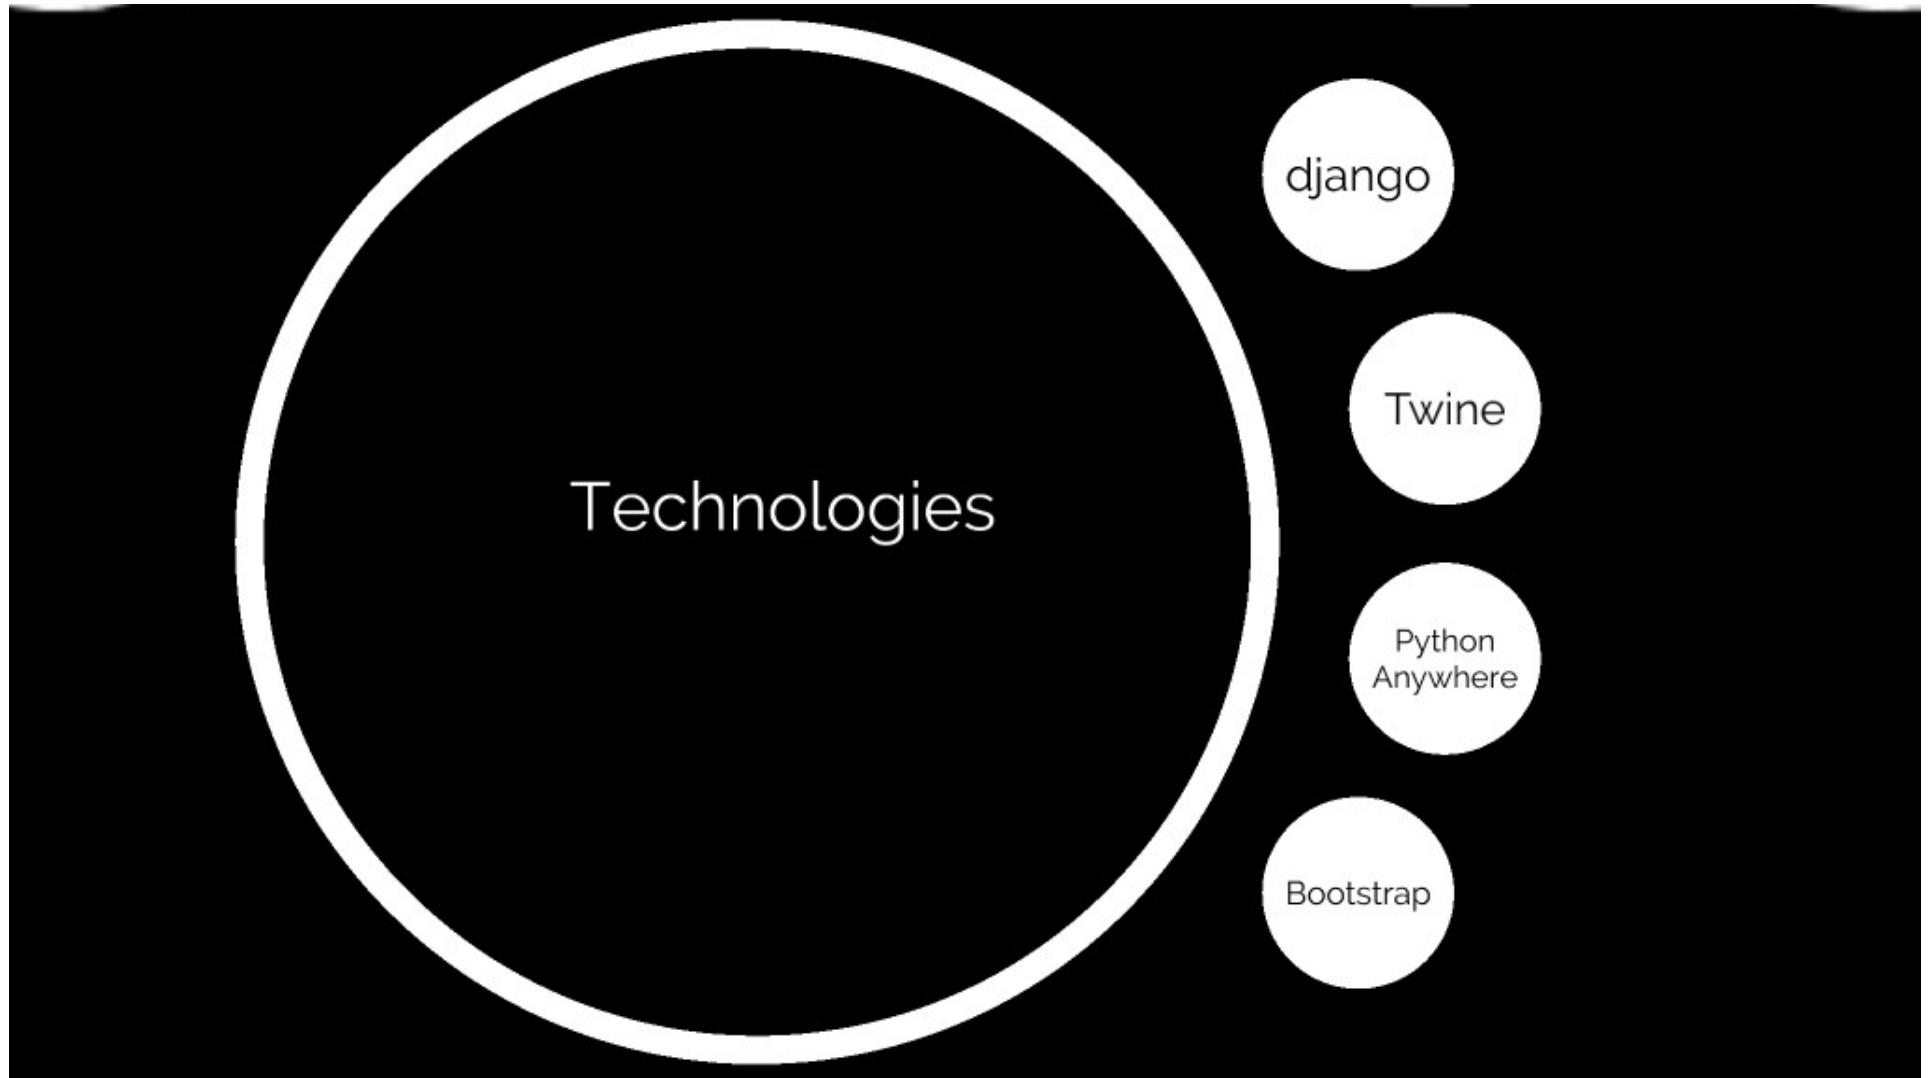 Technologies
django
Twine
Python
Anywhere
Bootstrap